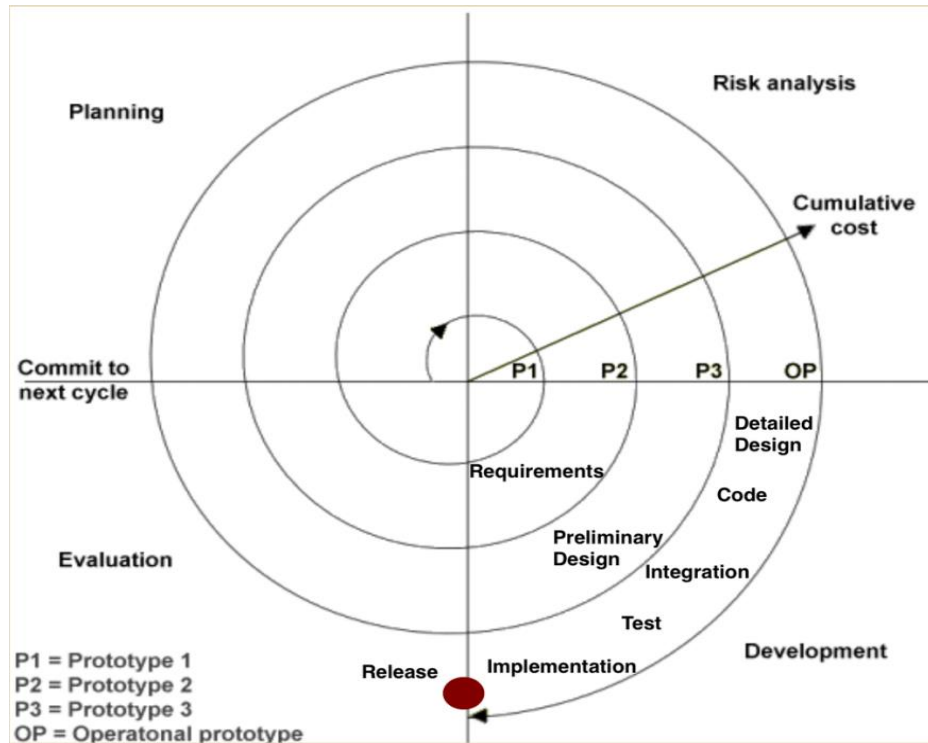 Planning
Risk analysis
Cumulative
cost
Commit to
next cycle
P1
P2
P3
OP
Detailed
Design
Requirements
Code
Preliminary
Design
Evaluation
Integration
Test
Development
Release
Implementation
P1 = Prototype 1
P2 = Prototype 2
P3 = Prototype 3
OP = Operatonal prototype